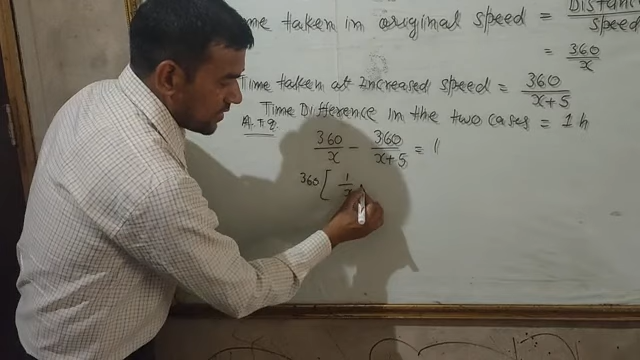 me taken in original speed = Distanc
speed
= 360/x
Time taken at Increased speed = 360/x+5
Time Difference in the two cases = 1 h
A.T.q.
360/x - 360/x+5 = 1
360 [ 1/x